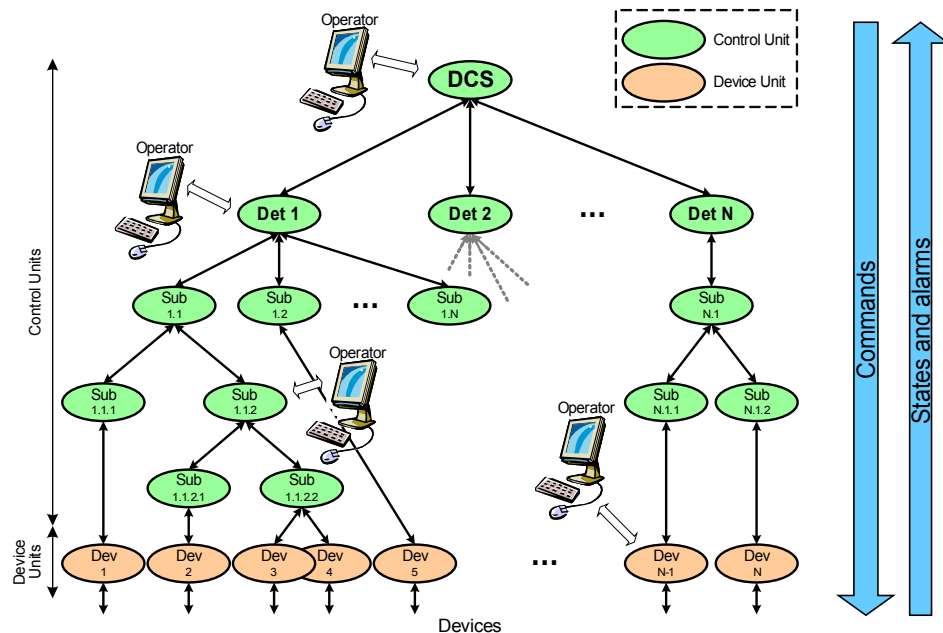 Operator
Control Unit
Device Unit
DCS
Operator
Det 1
Det 2
...
Det N
Control Units
Commands
States and alarms
Sub
1.1
Sub
1.2
...
Sub
1.N
Sub
N.1
Operator
Sub
1.1.1
Sub
1.1.2
Sub
N.1.1
Sub
N.1.2
Operator
Sub
1.1.2.1
Sub
1.1.2.2
Device
Units
Dev
1
Dev
2
Dev
3
Dev
4
Dev
5
...
Dev
N-1
Dev
N
Devices